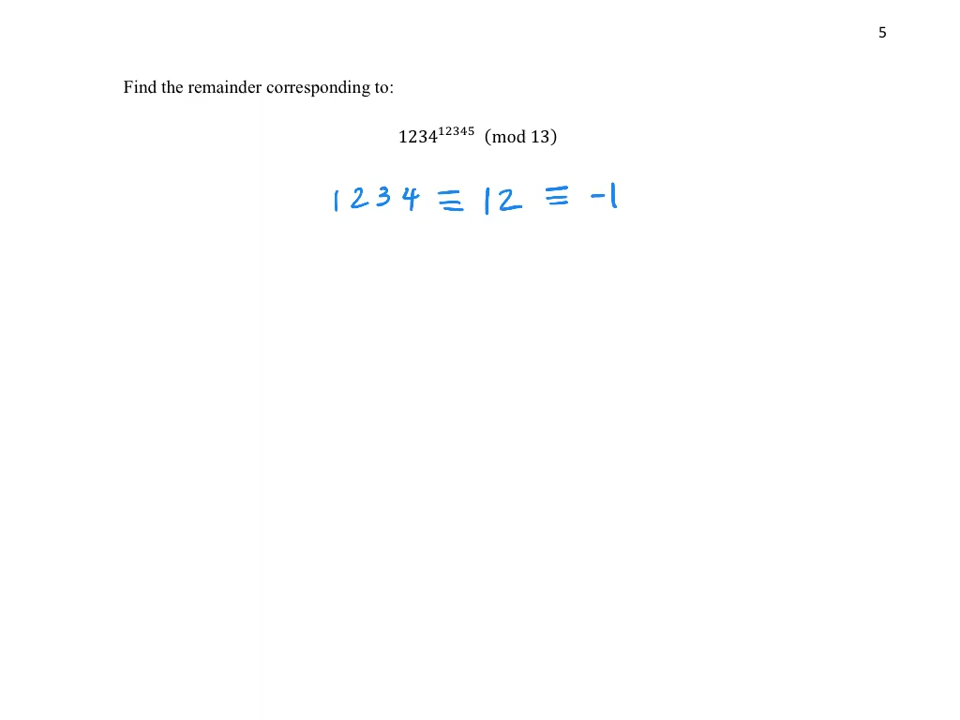 5
Find the remainder corresponding to:
1234^12345 (mod 13)
1234 ≡ 12 ≡ -1